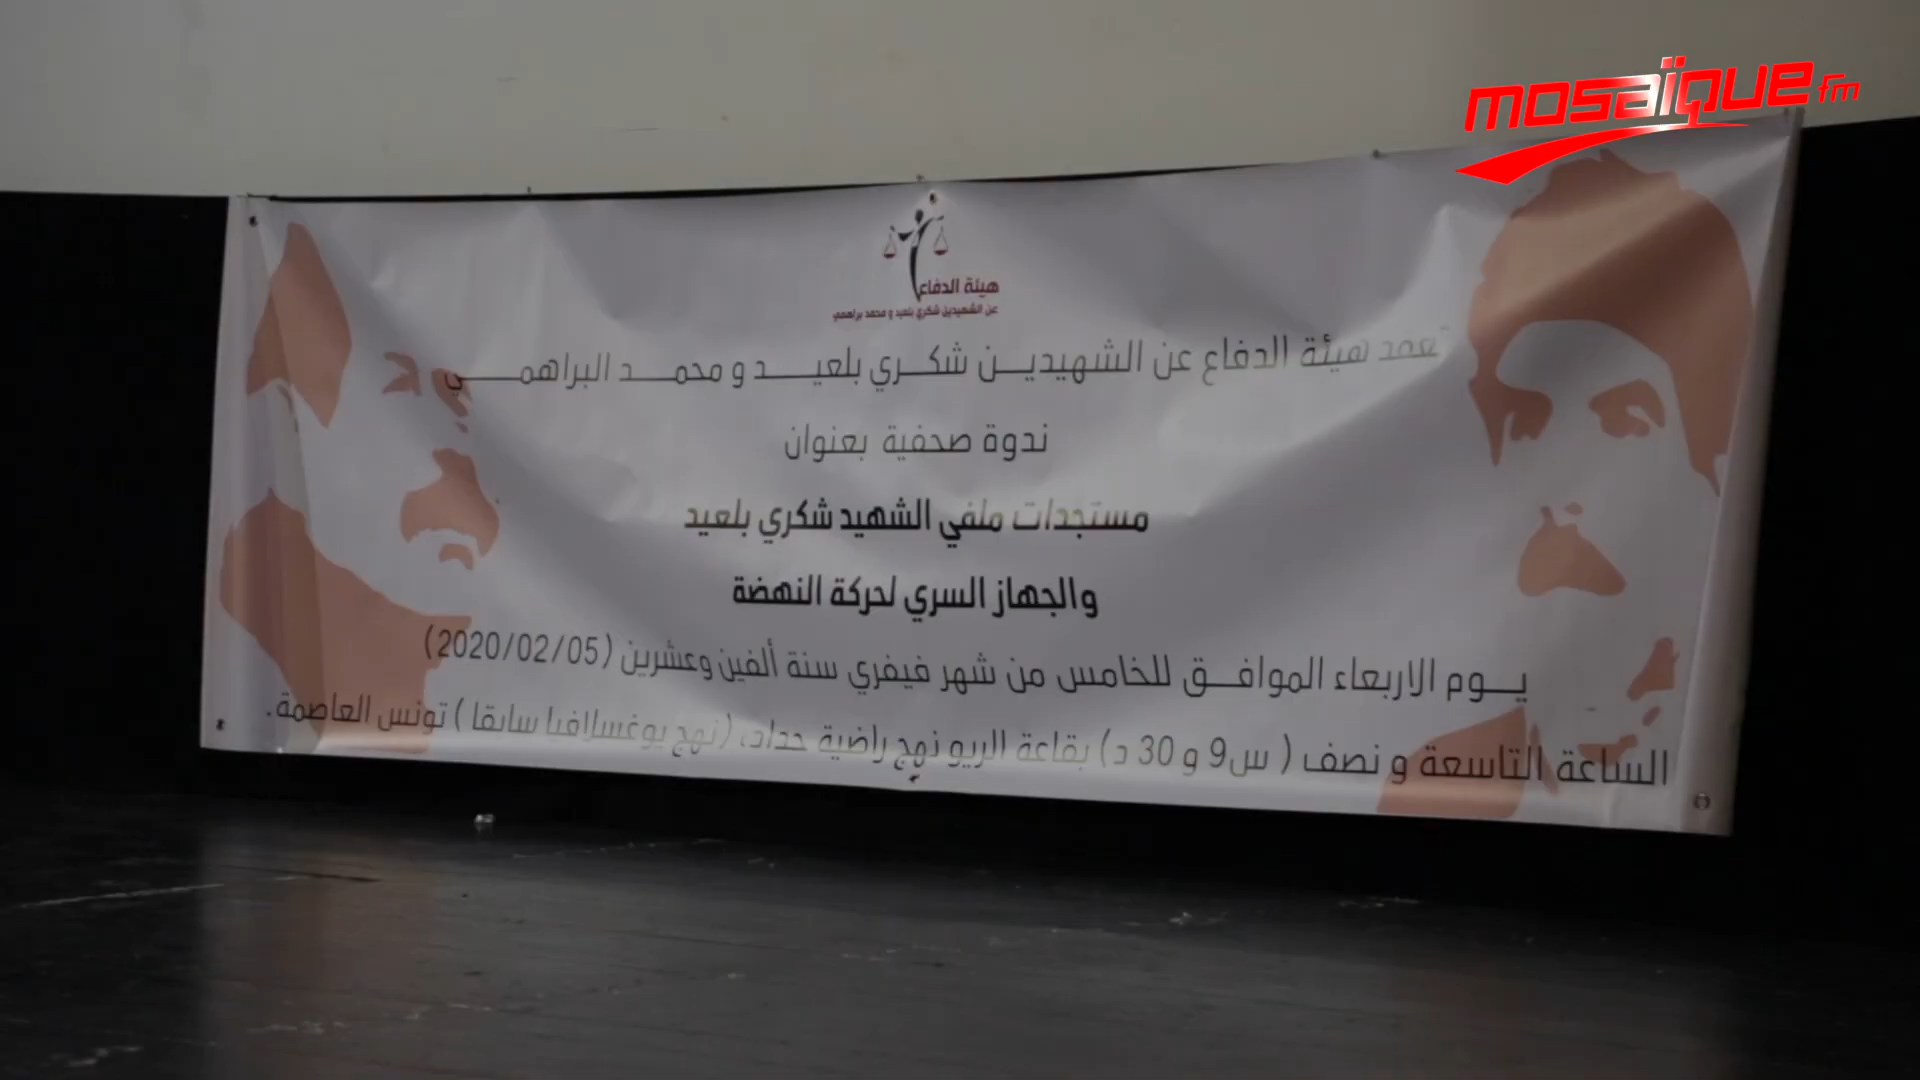 mosaïque fm
هيئة الدفاع
عن الشهيدين شكري بلعيد و محمد براهمي
تعقد هيئة الدفاع عن الشهيدين شكري بلعيد و محمد البراهمي
ندوة صحفية بعنوان
مستجدات ملفي الشهيد شكري بلعيد
والجهاز السري لحركة النهضة
يوم الاربعاء الموافق للخامس من شهر فيفري سنة ألفين وعشرين (2020/02/05)
الساعة التاسعة و نصف ( س9 و 30 د) بقاعة الريو نهج راضية حداد، (نهج يوغسلافيا سابقا ) تونس العاصمة.